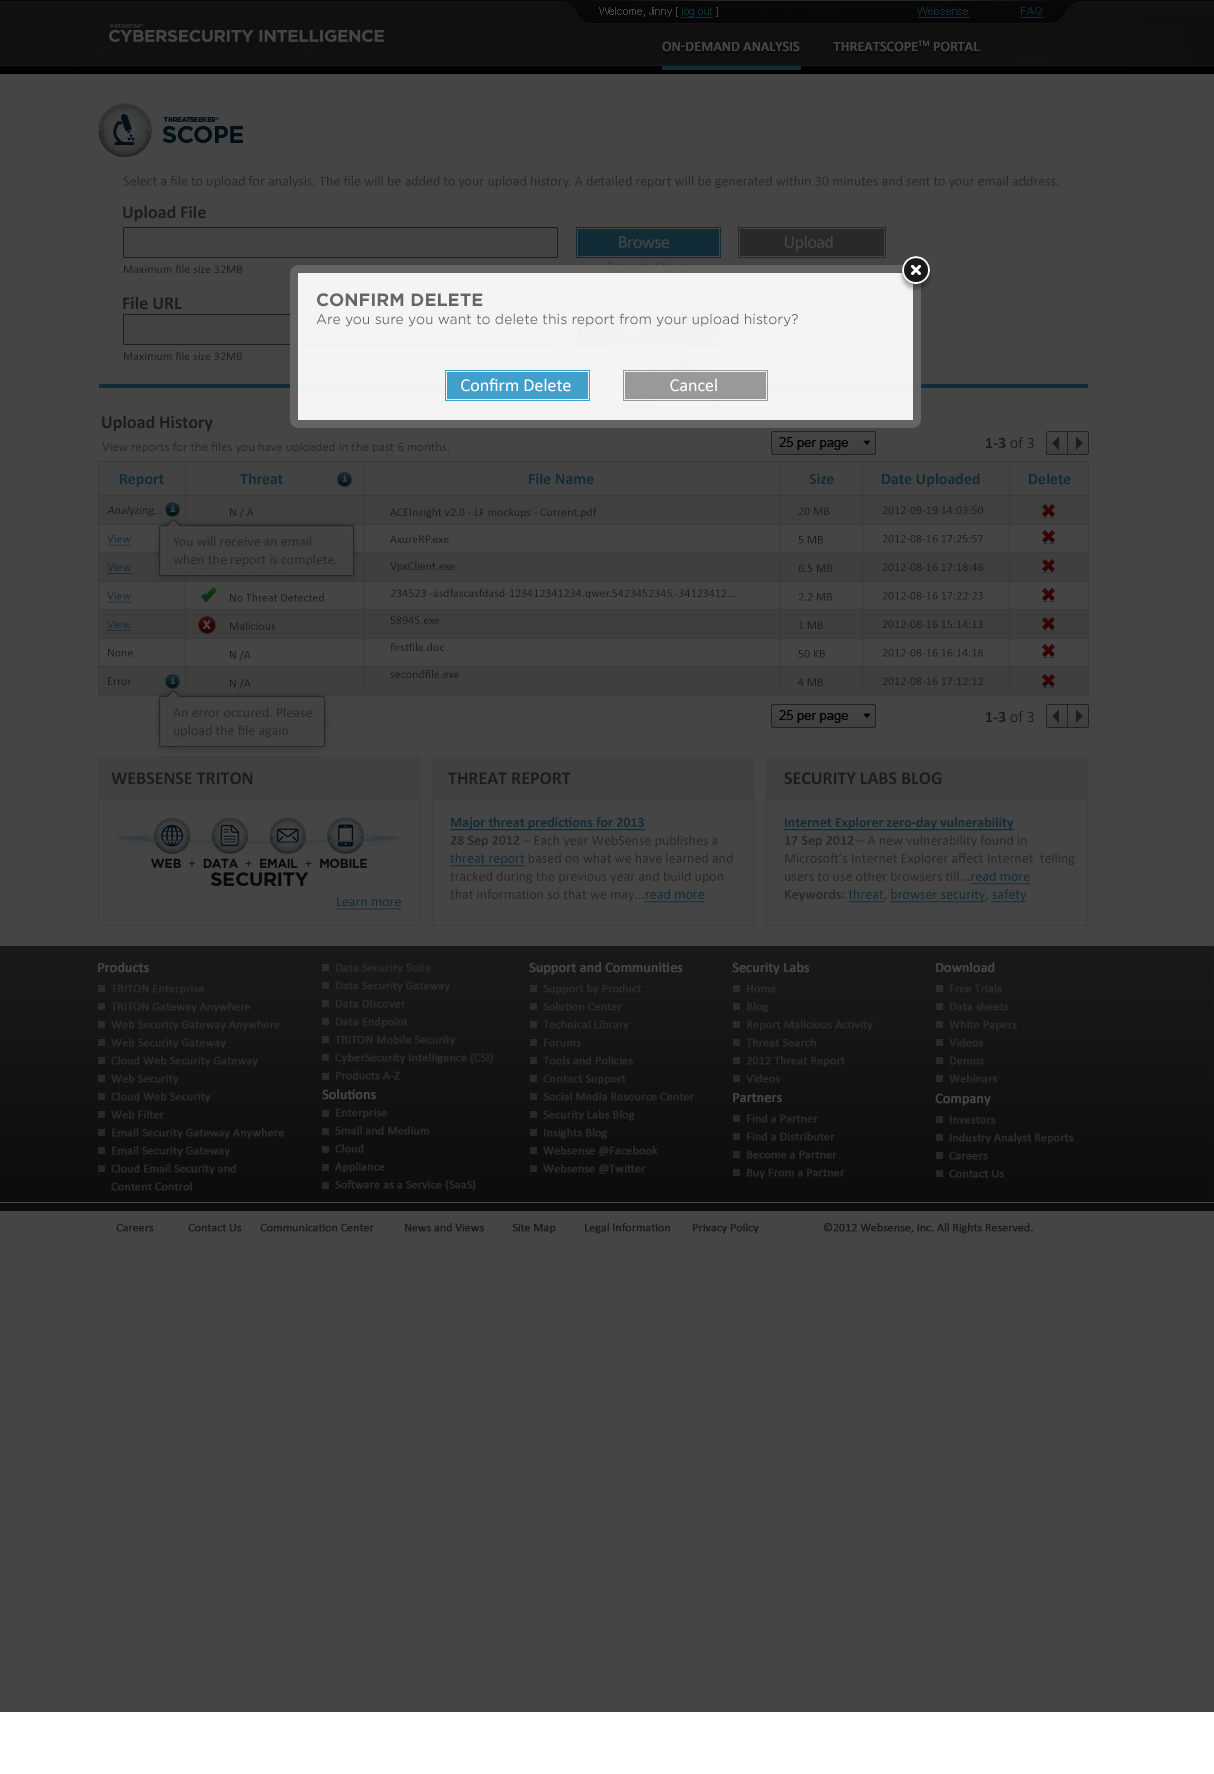 Welcome, Jinny [ log out ]
Websense
FAQ
websense®
CYBERSECURITY INTELLIGENCE
ON-DEMAND ANALYSIS
THREATSCOPE™ PORTAL
THREATSEEKER®
SCOPE
Select a file to upload for analysis. The file will be added to your upload history. A detailed report will be generated within 30 minutes and sent to your email address.
Upload File
Browse
Upload
Maximum file size 32MB
File URL
Maximum file size 32MB
CONFIRM DELETE
Are you sure you want to delete this report from your upload history?
Confirm Delete
Cancel
Upload History
View reports for the files you have uploaded in the past 6 months.
25 per page
1-3 of 3
Report Threat File Name Size Date Uploaded Delete
Analyzing... N / A ACEInsight v2.0 - LF mockups - Current.pdf 20 MB 2012-09-19 14:03:50
You will receive an email
when the report is complete.
View AxureRP.exe 5 MB 2012-08-16 17:25:57
View VpxClient.exe 6.5 MB 2012-08-16 17:18:46
View No Threat Detected 234523 -asdfascasfdasd-123412341234.qwer.5423452345.-34123412... 2.2 MB 2012-08-16 17:22:23
View Malicious 58945.exe 1 MB 2012-08-16 15:14:13
None N /A firstfile.doc 50 KB 2012-08-16 16:14:18
Error N /A secondfile.exe 4 MB 2012-08-16 17:12:12
An error occured. Please
upload the file again.
25 per page
1-3 of 3
WEBSENSE TRITON
WEB + DATA + EMAIL + MOBILE
SECURITY
Learn more
THREAT REPORT
Major threat predictions for 2013
28 Sep 2012 – Each year WebSense publishes a
threat report based on what we have learned and
tracked during the previous year and build upon
that information so that we may...read more
SECURITY LABS BLOG
Internet Explorer zero-day vulnerability
17 Sep 2012 – A new vulnerability found in
Microsoft's Internet Explorer affect Internet telling
users to use other browsers till...read more
Keywords: threat, browser security, safety
Products
TRITON Enterprise
TRITON Gateway Anywhere
Web Security Gateway Anywhere
Web Security Gateway
Cloud Web Security Gateway
Web Security
Cloud Web Security
Web Filter
Email Security Gateway Anywhere
Email Security Gateway
Cloud Email Security and
Content Control
Data Security Suite
Data Security Gateway
Data Discover
Data Endpoint
TRITON Mobile Security
CyberSecurity Intelligence (CSI)
Products A-Z
Solutions
Enterprise
Small and Medium
Cloud
Appliance
Software as a Service (SaaS)
Support and Communities
Support by Product
Solution Center
Technical Library
Forums
Tools and Policies
Contact Support
Social Media Resource Center
Security Labs Blog
Insights Blog
Websense @Facebook
Websense @Twitter
Security Labs
Home
Blog
Report Malicious Activity
Threat Search
2012 Threat Report
Videos
Partners
Find a Partner
Find a Distributer
Become a Partner
Buy From a Partner
Download
Free Trials
Data sheets
White Papers
Videos
Demos
Webinars
Company
Investors
Industry Analyst Reports
Careers
Contact Us
Careers Contact Us Communication Center News and Views Site Map Legal Information Privacy Policy ©2012 Websense, Inc. All Rights Reserved.